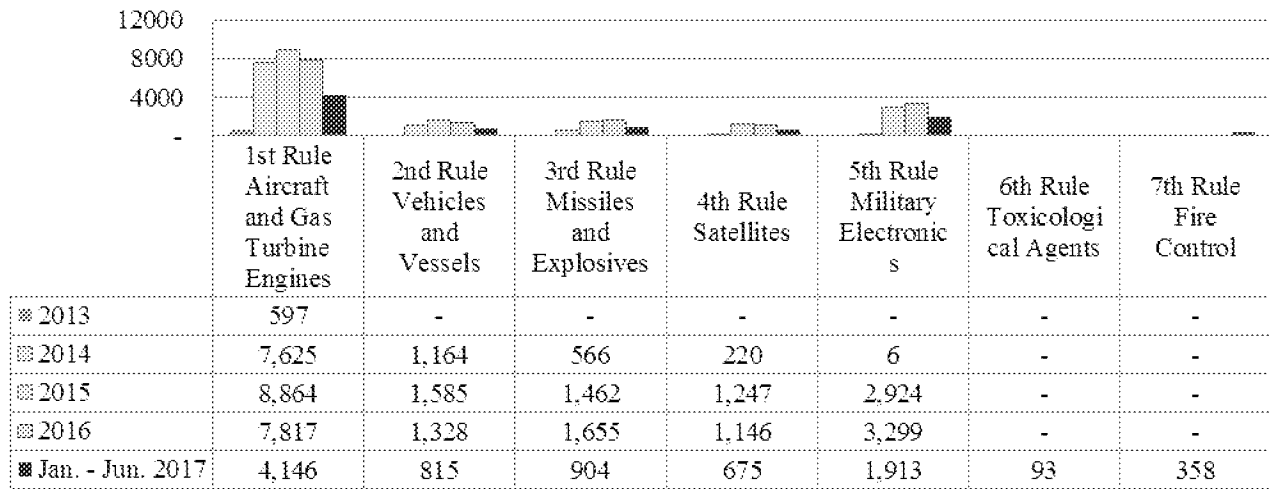 12000
8000
4000
-
1st Rule
Aircraft
and Gas
Turbine
Engines
2nd Rule
Vehicles
and
Vessels
3rd Rule
Missiles
and
Explosives
4th Rule
Satellites
5th Rule
Military
Electronic
s
6th Rule
Toxicologi
cal Agents
7th Rule
Fire
Control
2013 597 - - - - - -
2014 7,625 1,164 566 220 6 - -
2015 8,864 1,585 1,462 1,247 2,924 - -
2016 7,817 1,328 1,655 1,146 3,299 - -
Jan. - Jun. 2017 4,146 815 904 675 1,913 93 358